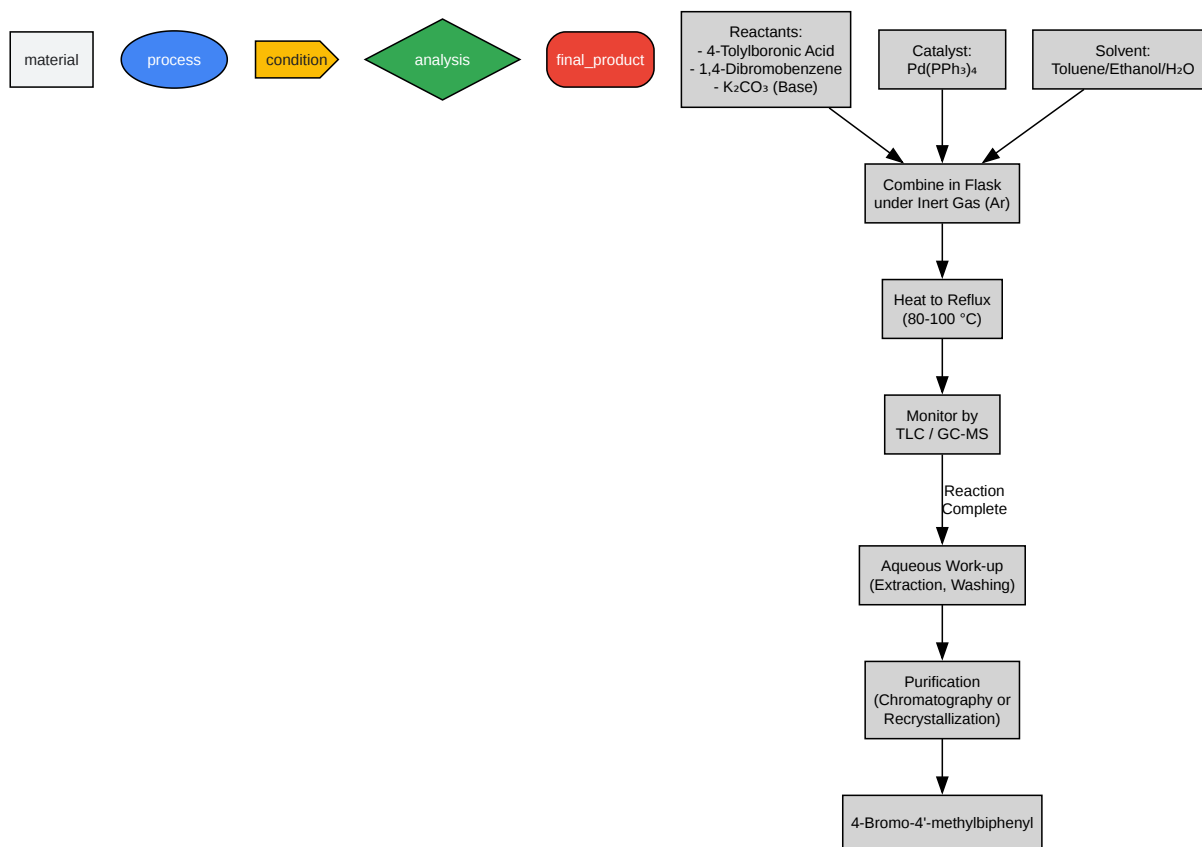 material
process
condition
analysis
final_product
Reactants:
- 4-Tolylboronic Acid
- 1,4-Dibromobenzene
- K₂CO₃ (Base)
Catalyst:
Pd(PPh₃)₄
Solvent:
Toluene/Ethanol/H₂O
Combine in Flask
under Inert Gas (Ar)
Heat to Reflux
(80-100 °C)
Monitor by
TLC / GC-MS
Reaction
Complete
Aqueous Work-up
(Extraction, Washing)
Purification
(Chromatography or
Recrystallization)
4-Bromo-4'-methylbiphenyl